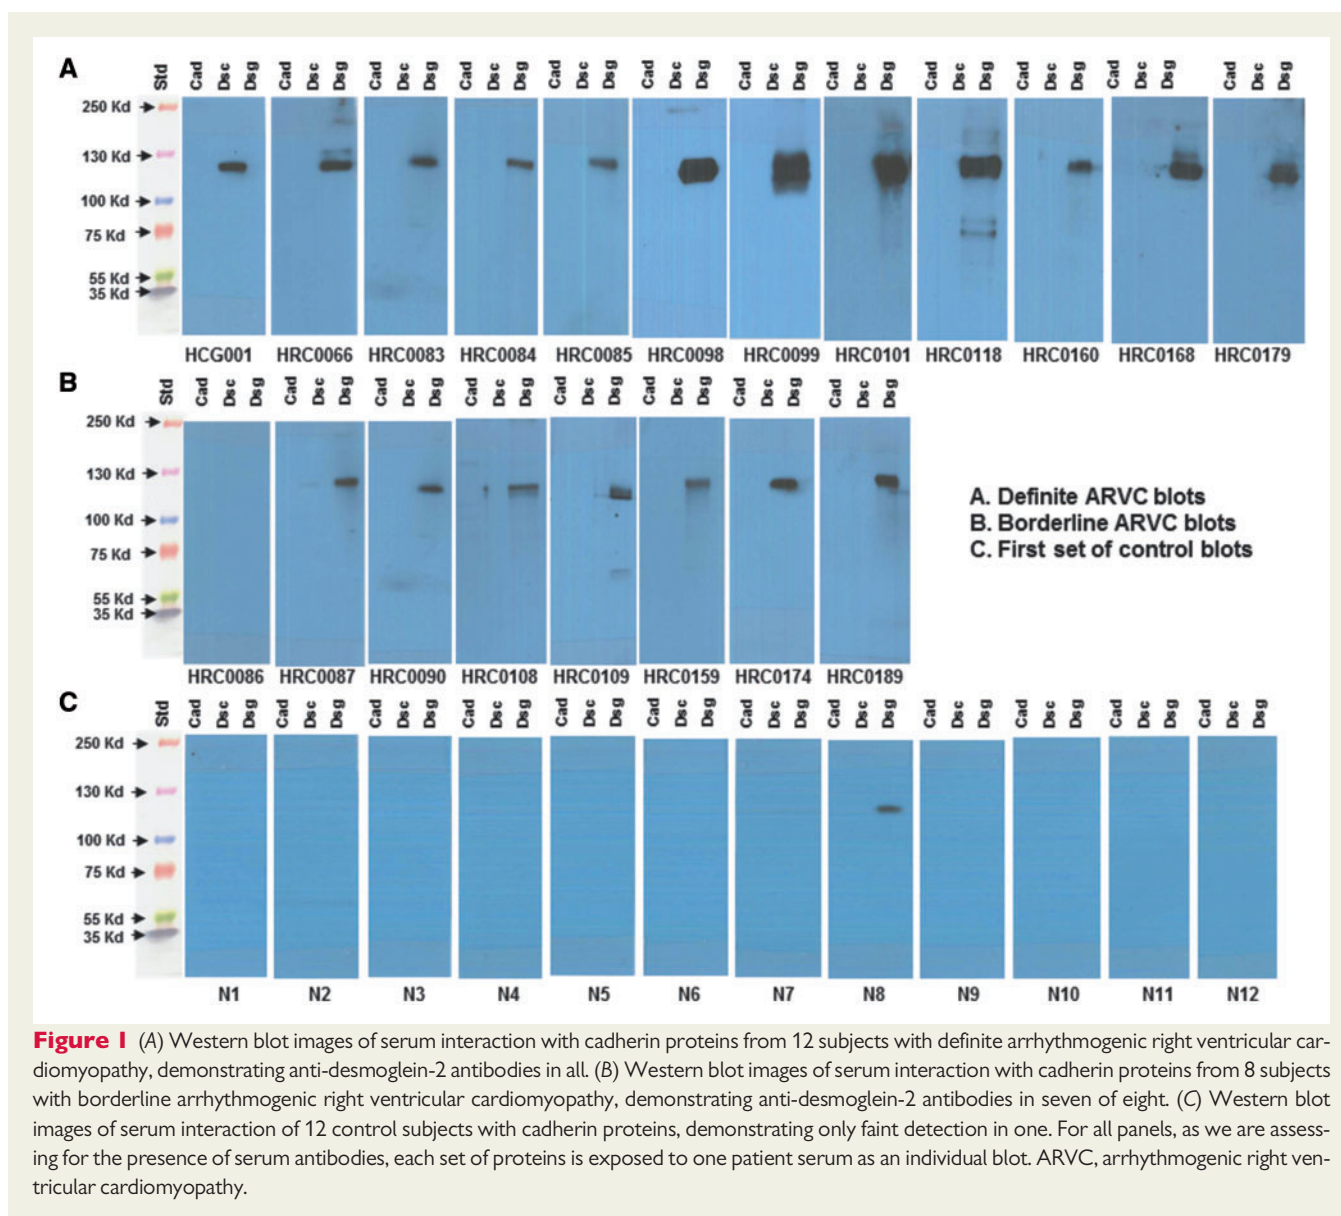 A
Std Cad Dsc Dsg Cad Dsc Dsg Cad Dsc Dsg Cad Dsc Dsg Cad Dsc Dsg Cad Dsc Dsg Cad Dsc Dsg Cad Dsc Dsg Cad Dsc Dsg Cad Dsc Dsg Cad Dsc Dsg Cad Dsc Dsg
250 Kd
130 Kd
100 Kd
75 Kd
55 Kd
35 Kd
HCG001 HRC0066 HRC0083 HRC0084 HRC0085 HRC0098 HRC0099 HRC0101 HRC0118 HRC0160 HRC0168 HRC0179
B
Std Cad Dsc Dsg Cad Dsc Dsg Cad Dsc Dsg Cad Dsc Dsg Cad Dsc Dsg Cad Dsc Dsg Cad Dsc Dsg Cad Dsc Dsg
250 Kd
130 Kd
100 Kd
75 Kd
55 Kd
35 Kd
HRC0086 HRC0087 HRC0090 HRC0108 HRC0109 HRC0159 HRC0174 HRC0189
A. Definite ARVC blots
B. Borderline ARVC blots
C. First set of control blots
C
Std Cad Dsc Dsg Cad Dsc Dsg Cad Dsc Dsg Cad Dsc Dsg Cad Dsc Dsg Cad Dsc Dsg Cad Dsc Dsg Cad Dsc Dsg Cad Dsc Dsg Cad Dsc Dsg Cad Dsc Dsg Cad Dsc Dsg
250 Kd
130 Kd
100 Kd
75 Kd
55 Kd
35 Kd
N1 N2 N3 N4 N5 N6 N7 N8 N9 N10 N11 N12
Figure 1 (A) Western blot images of serum interaction with cadherin proteins from 12 subjects with definite arrhythmogenic right ventricular car-
diomyopathy, demonstrating anti-desmoglein-2 antibodies in all. (B) Western blot images of serum interaction with cadherin proteins from 8 subjects
with borderline arrhythmogenic right ventricular cardiomyopathy, demonstrating anti-desmoglein-2 antibodies in seven of eight. (C) Western blot
images of serum interaction of 12 control subjects with cadherin proteins, demonstrating only faint detection in one. For all panels, as we are assess-
ing for the presence of serum antibodies, each set of proteins is exposed to one patient serum as an individual blot. ARVC, arrhythmogenic right ven-
tricular cardiomyopathy.